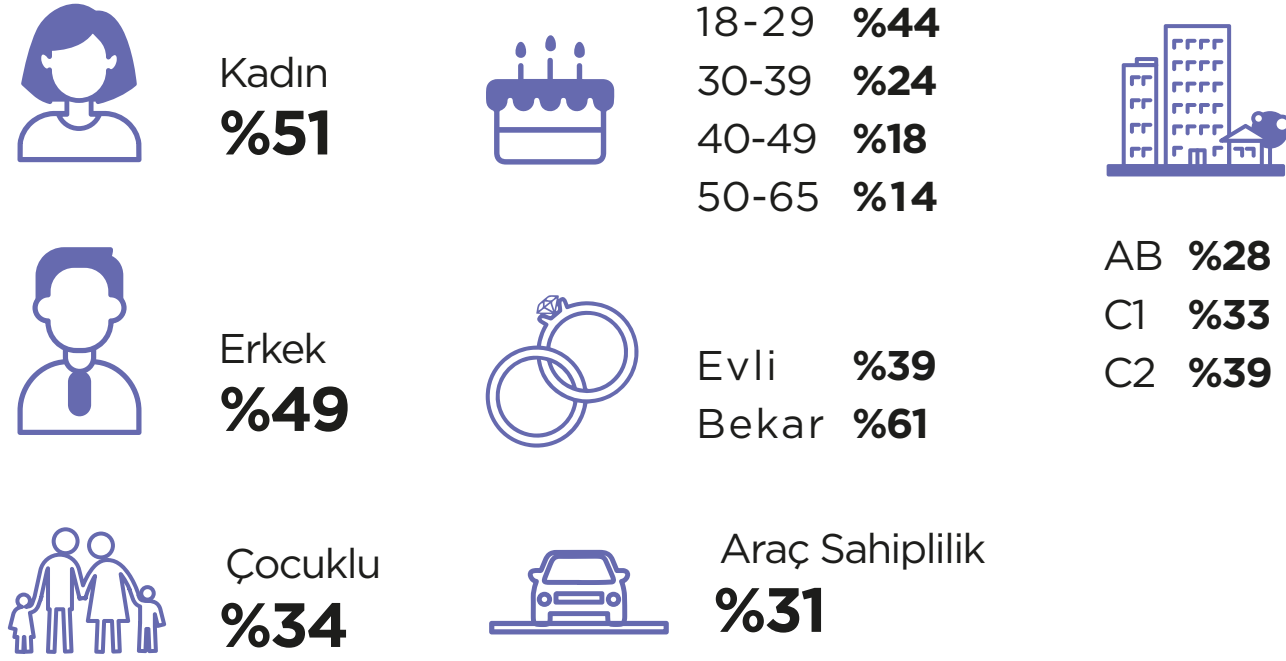 Kadın
%51
Erkek
%49
Çocuklu
%34
18-29 %44
30-39 %24
40-49 %18
50-65 %14
Evli %39
Bekar %61
Araç Sahiplilik
%31
AB %28
C1 %33
C2 %39